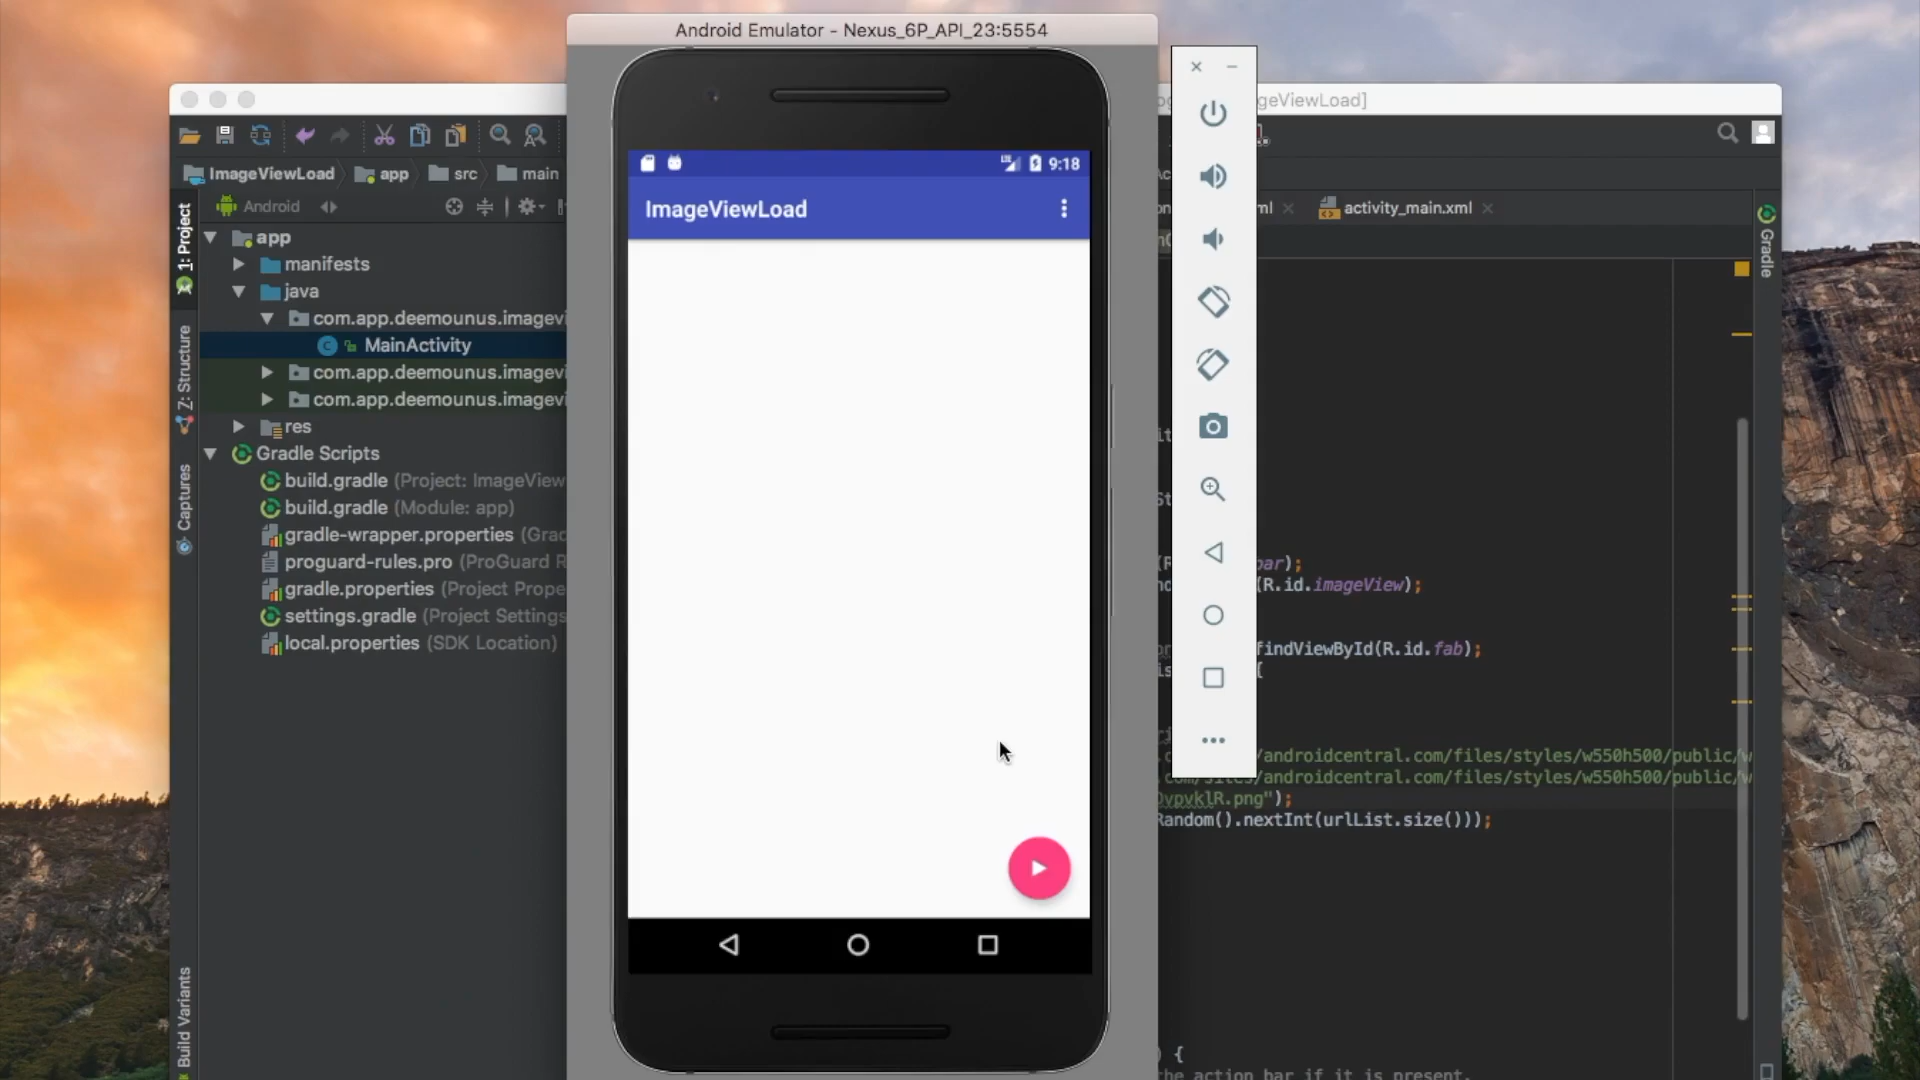 Android Emulator - Nexus_6P_API_23:5554
geViewLoad]
ImageViewLoad
app
src
main
Android
activity_main.xml
1: Project
Z: Structure
Captures
Build Variants
Gradle
app
manifests
java
com.app.deemounus.imagevi
MainActivity
com.app.deemounus.imagevi
com.app.deemounus.imagevi
res
Gradle Scripts
build.gradle (Project: ImageView
build.gradle (Module: app)
gradle-wrapper.properties (Grad
proguard-rules.pro (ProGuard R
gradle.properties (Project Prope
settings.gradle (Project Settings
local.properties (SDK Location)
LTE
9:18
ImageViewLoad
bar);
(R.id.imageView);
findViewById(R.id.fab);
{
/androidcentral.com/files/styles/w550h500/public/w
.com/sites/androidcentral.com/files/styles/w550h500/public/w
OvpvklR.png");
Random().nextInt(urlList.size()));
) {
the action bar if it is present.